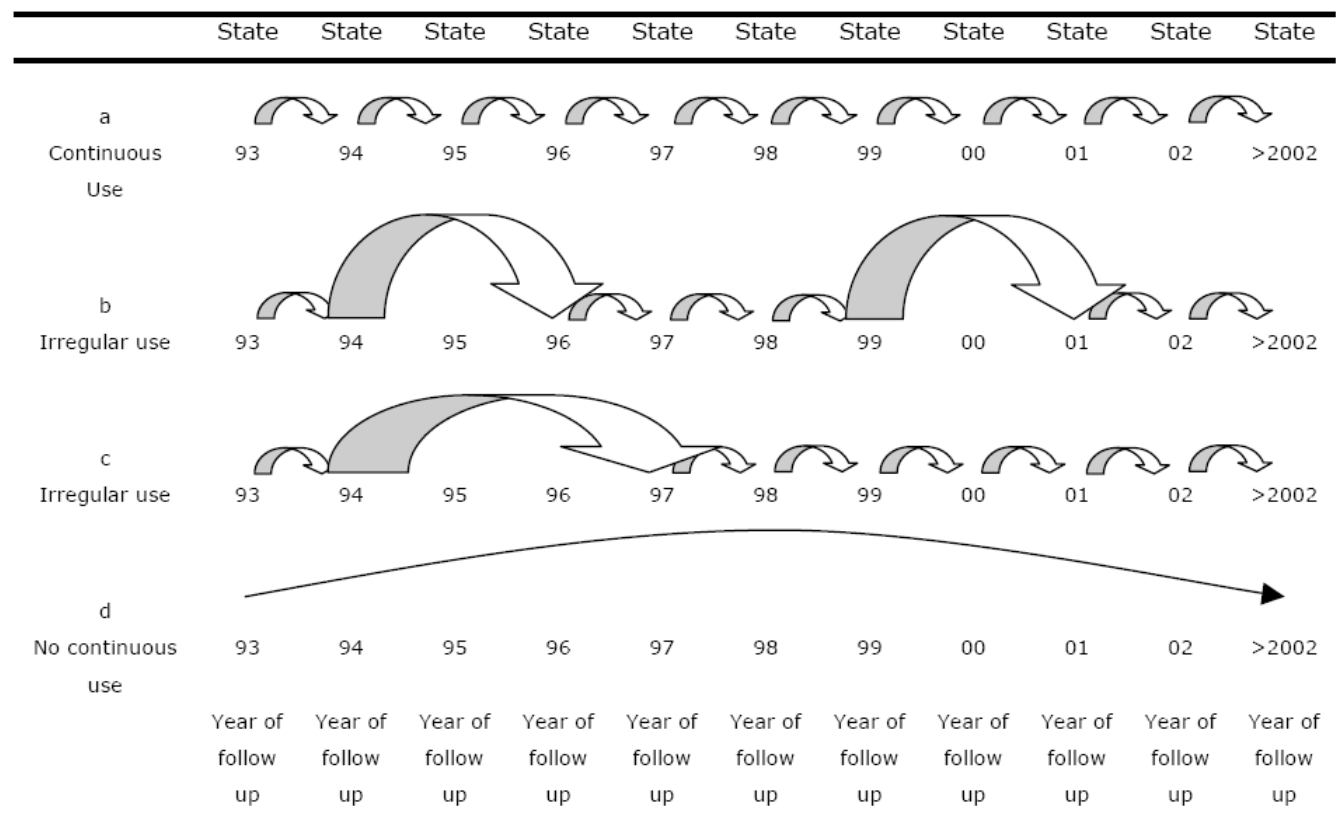 State State State State State State State State State State State
a
Continuous 93 94 95 96 97 98 99 00 01 02 >2002
Use
b
Irregular use 93 94 95 96 97 98 99 00 01 02 >2002
c
Irregular use 93 94 95 96 97 98 99 00 01 02 >2002
d
No continuous 93 94 95 96 97 98 99 00 01 02 >2002
use
Year of Year of Year of Year of Year of Year of Year of Year of Year of Year of Year of
follow follow follow follow follow follow follow follow follow follow follow
up up up up up up up up up up up